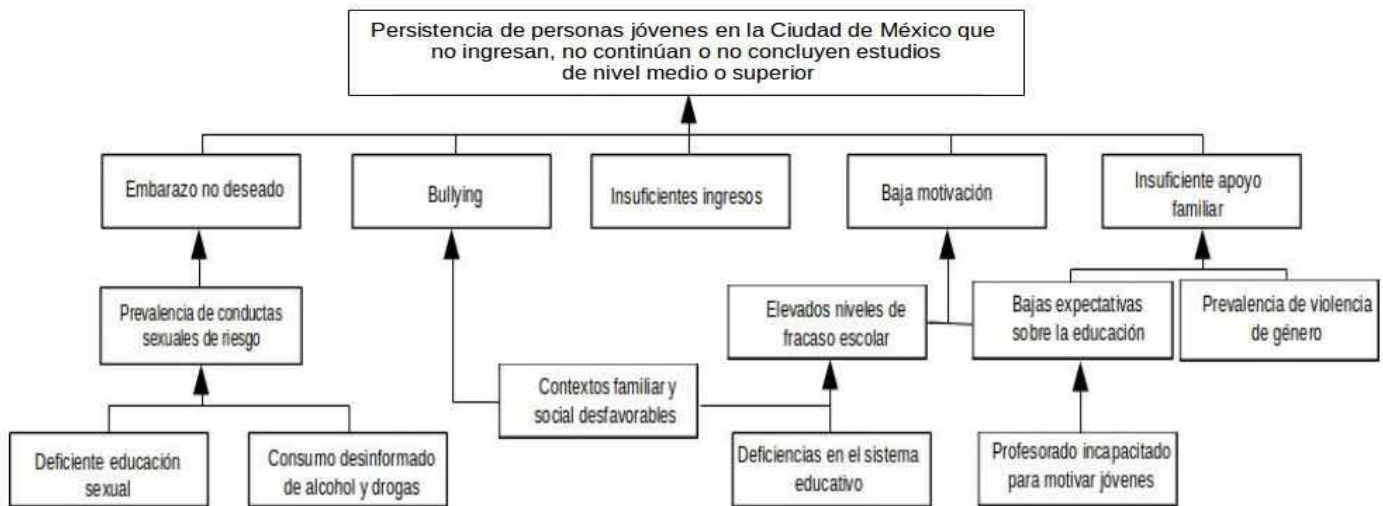 Persistencia de personas jóvenes en la Ciudad de México que
no ingresan, no continúan o no concluyen estudios
de nivel medio o superior
Embarazo no deseado
Bullying
Insuficientes ingresos
Baja motivación
Insuficiente apoyo
familiar
Prevalencia de conductas
sexuales de riesgo
Elevados niveles de
fracaso escolar
Bajas expectativas
sobre la educación
Prevalencia de violencia
de género
Contextos familiar y
social desfavorables
Deficiente educación
sexual
Consumo desinformado
de alcohol y drogas
Deficiencias en el sistema
educativo
Profesorado incapacitado
para motivar jóvenes